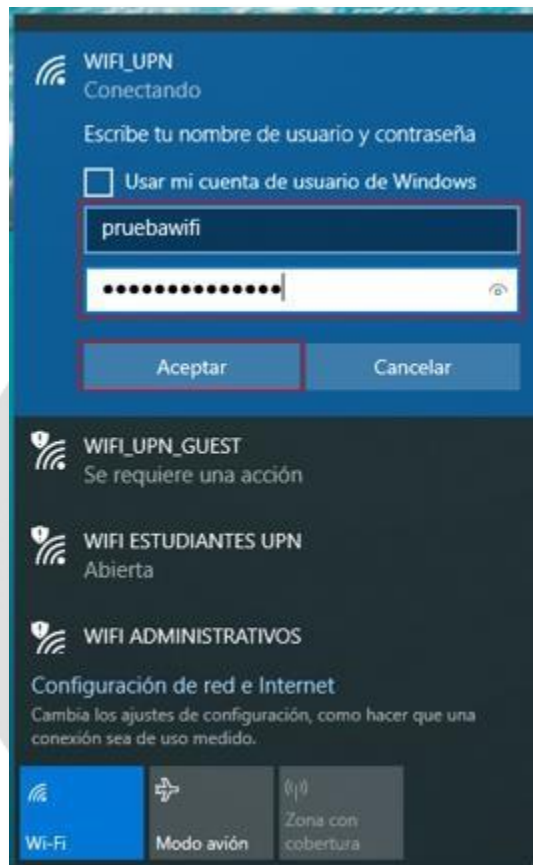 WIFI_UPN
Conectando
Escribe tu nombre de usuario y contraseña
Usar mi cuenta de usuario de Windows
pruebawifi
••••••••••••••
Aceptar
Cancelar
WIFI_UPN_GUEST
Se requiere una acción
WIFI ESTUDIANTES UPN
Abierta
WIFI ADMINISTRATIVOS
Configuración de red e Internet
Cambia los ajustes de configuración, como hacer que una
conexión sea de uso medido.
Wi-Fi
Modo avión
Zona con
cobertura